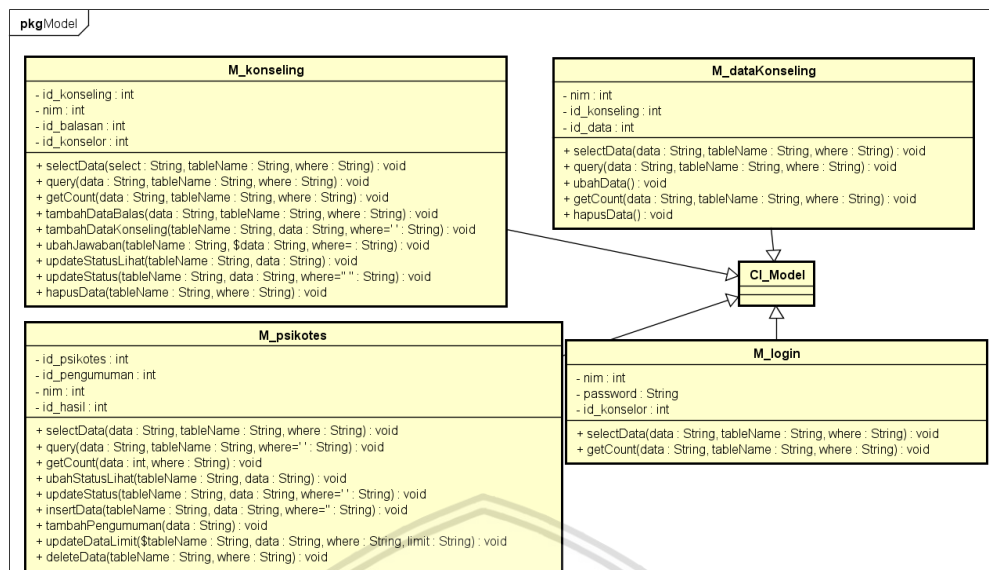 pkg Model
M_konseling
- id_konseling : int
- nim : int
- id_balasan : int
- id_konselor : int
+ selectData(select : String, tableName : String, where : String) : void
+ query(data : String, tableName : String, where : String) : void
+ getCount(data : String, tableName : String, where : String) : void
+ tambahDataBalas(data : String, tableName : String, where : String) : void
+ tambahDataKonseling(tableName : String, data : String, where=' ' : String) : void
+ ubahJawaban(tableName : String, $data : String, where= : String) : void
+ updateStatusLihat(tableName : String, data : String) : void
+ updateStatus(tableName : String, data : String, where=" " : String) : void
+ hapusData(tableName : String, where : String) : void
M_dataKonseling
- nim : int
- id_konseling : int
- id_data : int
+ selectData(data : String, tableName : String, where : String) : void
+ query(data : String, tableName : String, where : String) : void
+ ubahData() : void
+ getCount(data : String, tableName : String, where : String) : void
+ hapusData() : void
CI_Model
M_psikotes
- id_psikotes : int
- id_pengumuman : int
- nim : int
- id_hasil : int
+ selectData(data : String, tableName : String, where : String) : void
+ query(data : String, tableName : String, where=' ' : String) : void
+ getCount(data : int, where : String) : void
+ ubahStatusLihat(tableName : String, data : String) : void
+ updateStatus(tableName : String, data : String, where=' ' : String) : void
+ insertData(tableName : String, data : String, where='' : String) : void
+ tambahPengumuman(data : String) : void
+ updateDataLimit($tableName : String, data : String, where : String, limit : String) : void
+ deleteData(tableName : String, where : String) : void
M_login
- nim : int
- password : String
- id_konselor : int
+ selectData(data : String, tableName : String, where : String) : void
+ getCount(data : String, tableName : String, where : String) : void